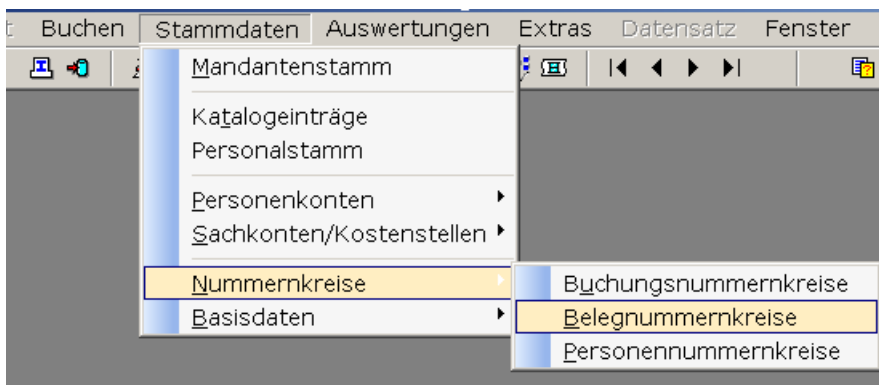 Buchen Stammdaten Auswertungen Extras Datensatz Fenster
Mandantenstamm
Katalogeinträge
Personalstamm
Personenkonten
Sachkonten/Kostenstellen
Nummernkreise
Basisdaten
Buchungsnummernkreise
Belegnummernkreise
Personennummernkreise